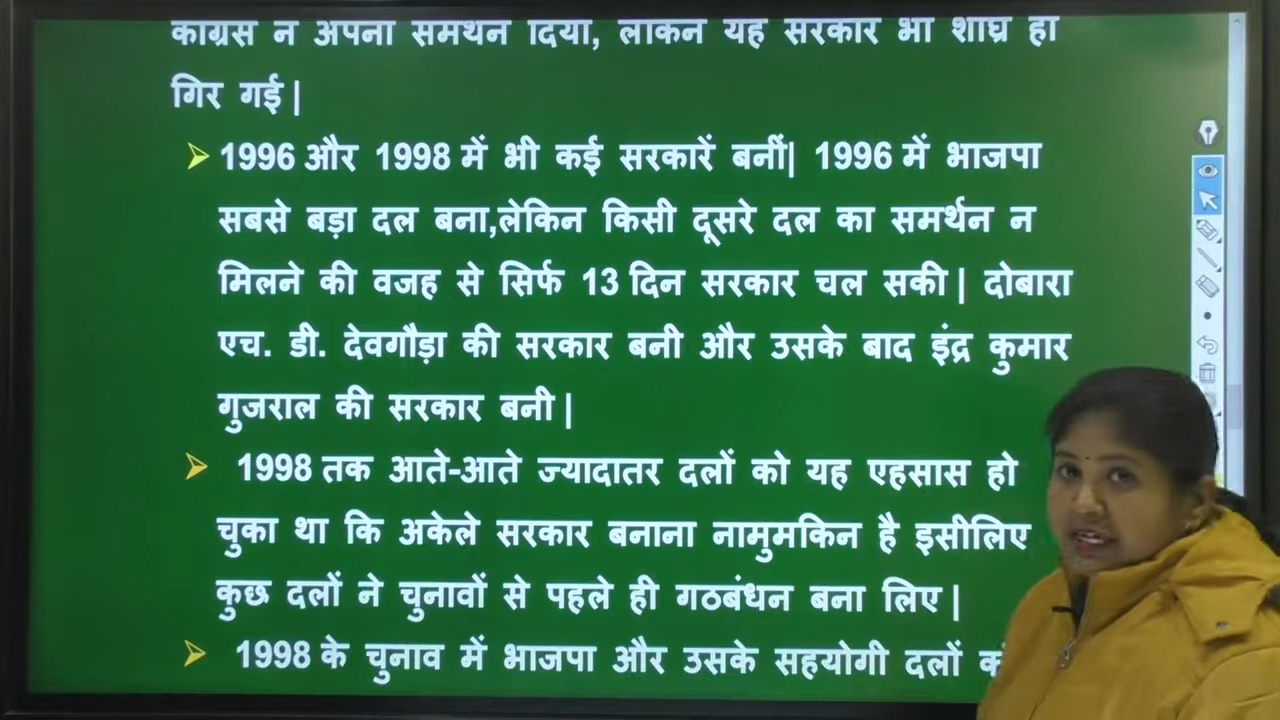 कांग्रेस ने अपना समर्थन दिया, लेकिन यह सरकार भी शीघ्र ही
गिर गई|
➢ 1996 और 1998 में भी कई सरकारें बनीं| 1996 में भाजपा
सबसे बड़ा दल बना,लेकिन किसी दूसरे दल का समर्थन न
मिलने की वजह से सिर्फ 13 दिन सरकार चल सकी| दोबारा
एच. डी. देवगौड़ा की सरकार बनी और उसके बाद इंद्र कुमार
गुजराल की सरकार बनी|
➢ 1998 तक आते-आते ज्यादातर दलों को यह एहसास हो
चुका था कि अकेले सरकार बनाना नामुमकिन है इसीलिए
कुछ दलों ने चुनावों से पहले ही गठबंधन बना लिए|
➢ 1998 के चुनाव में भाजपा और उसके सहयोगी दलों